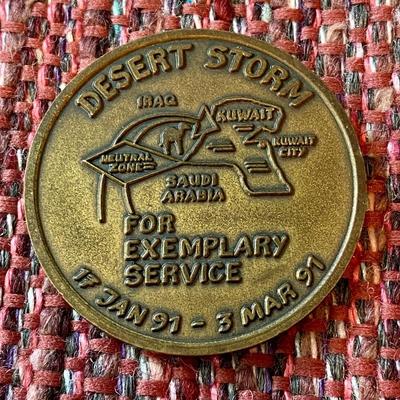 DESERT STORM
IRAQ
KUWAIT
KUWAIT
CITY
NEUTRAL
ZONE
SAUDI
ARABIA
FOR
EXEMPLARY
SERVICE
17 JAN 91 - 3 MAR 91